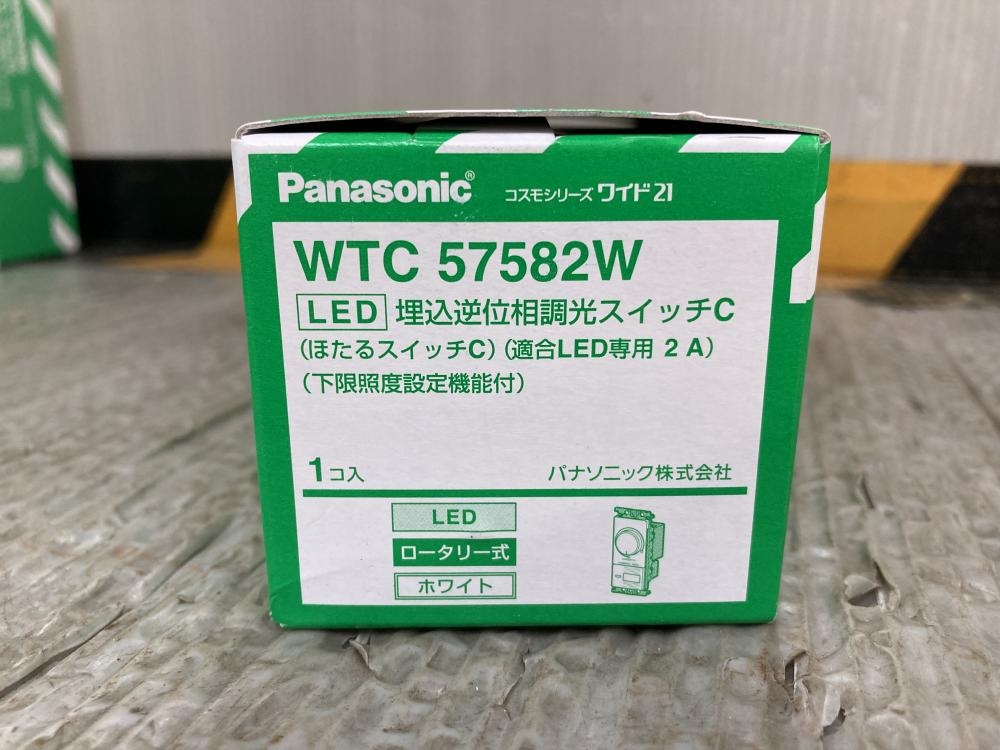 Panasonic® コスモシリーズ ワイド21
WTC 57582W
LED 埋込逆位相調光スイッチC
(ほたるスイッチC)(適合LED専用 2 A)
(下限照度設定機能付)
1コ入 パナソニック株式会社
LED
ロータリー式
ホワイト